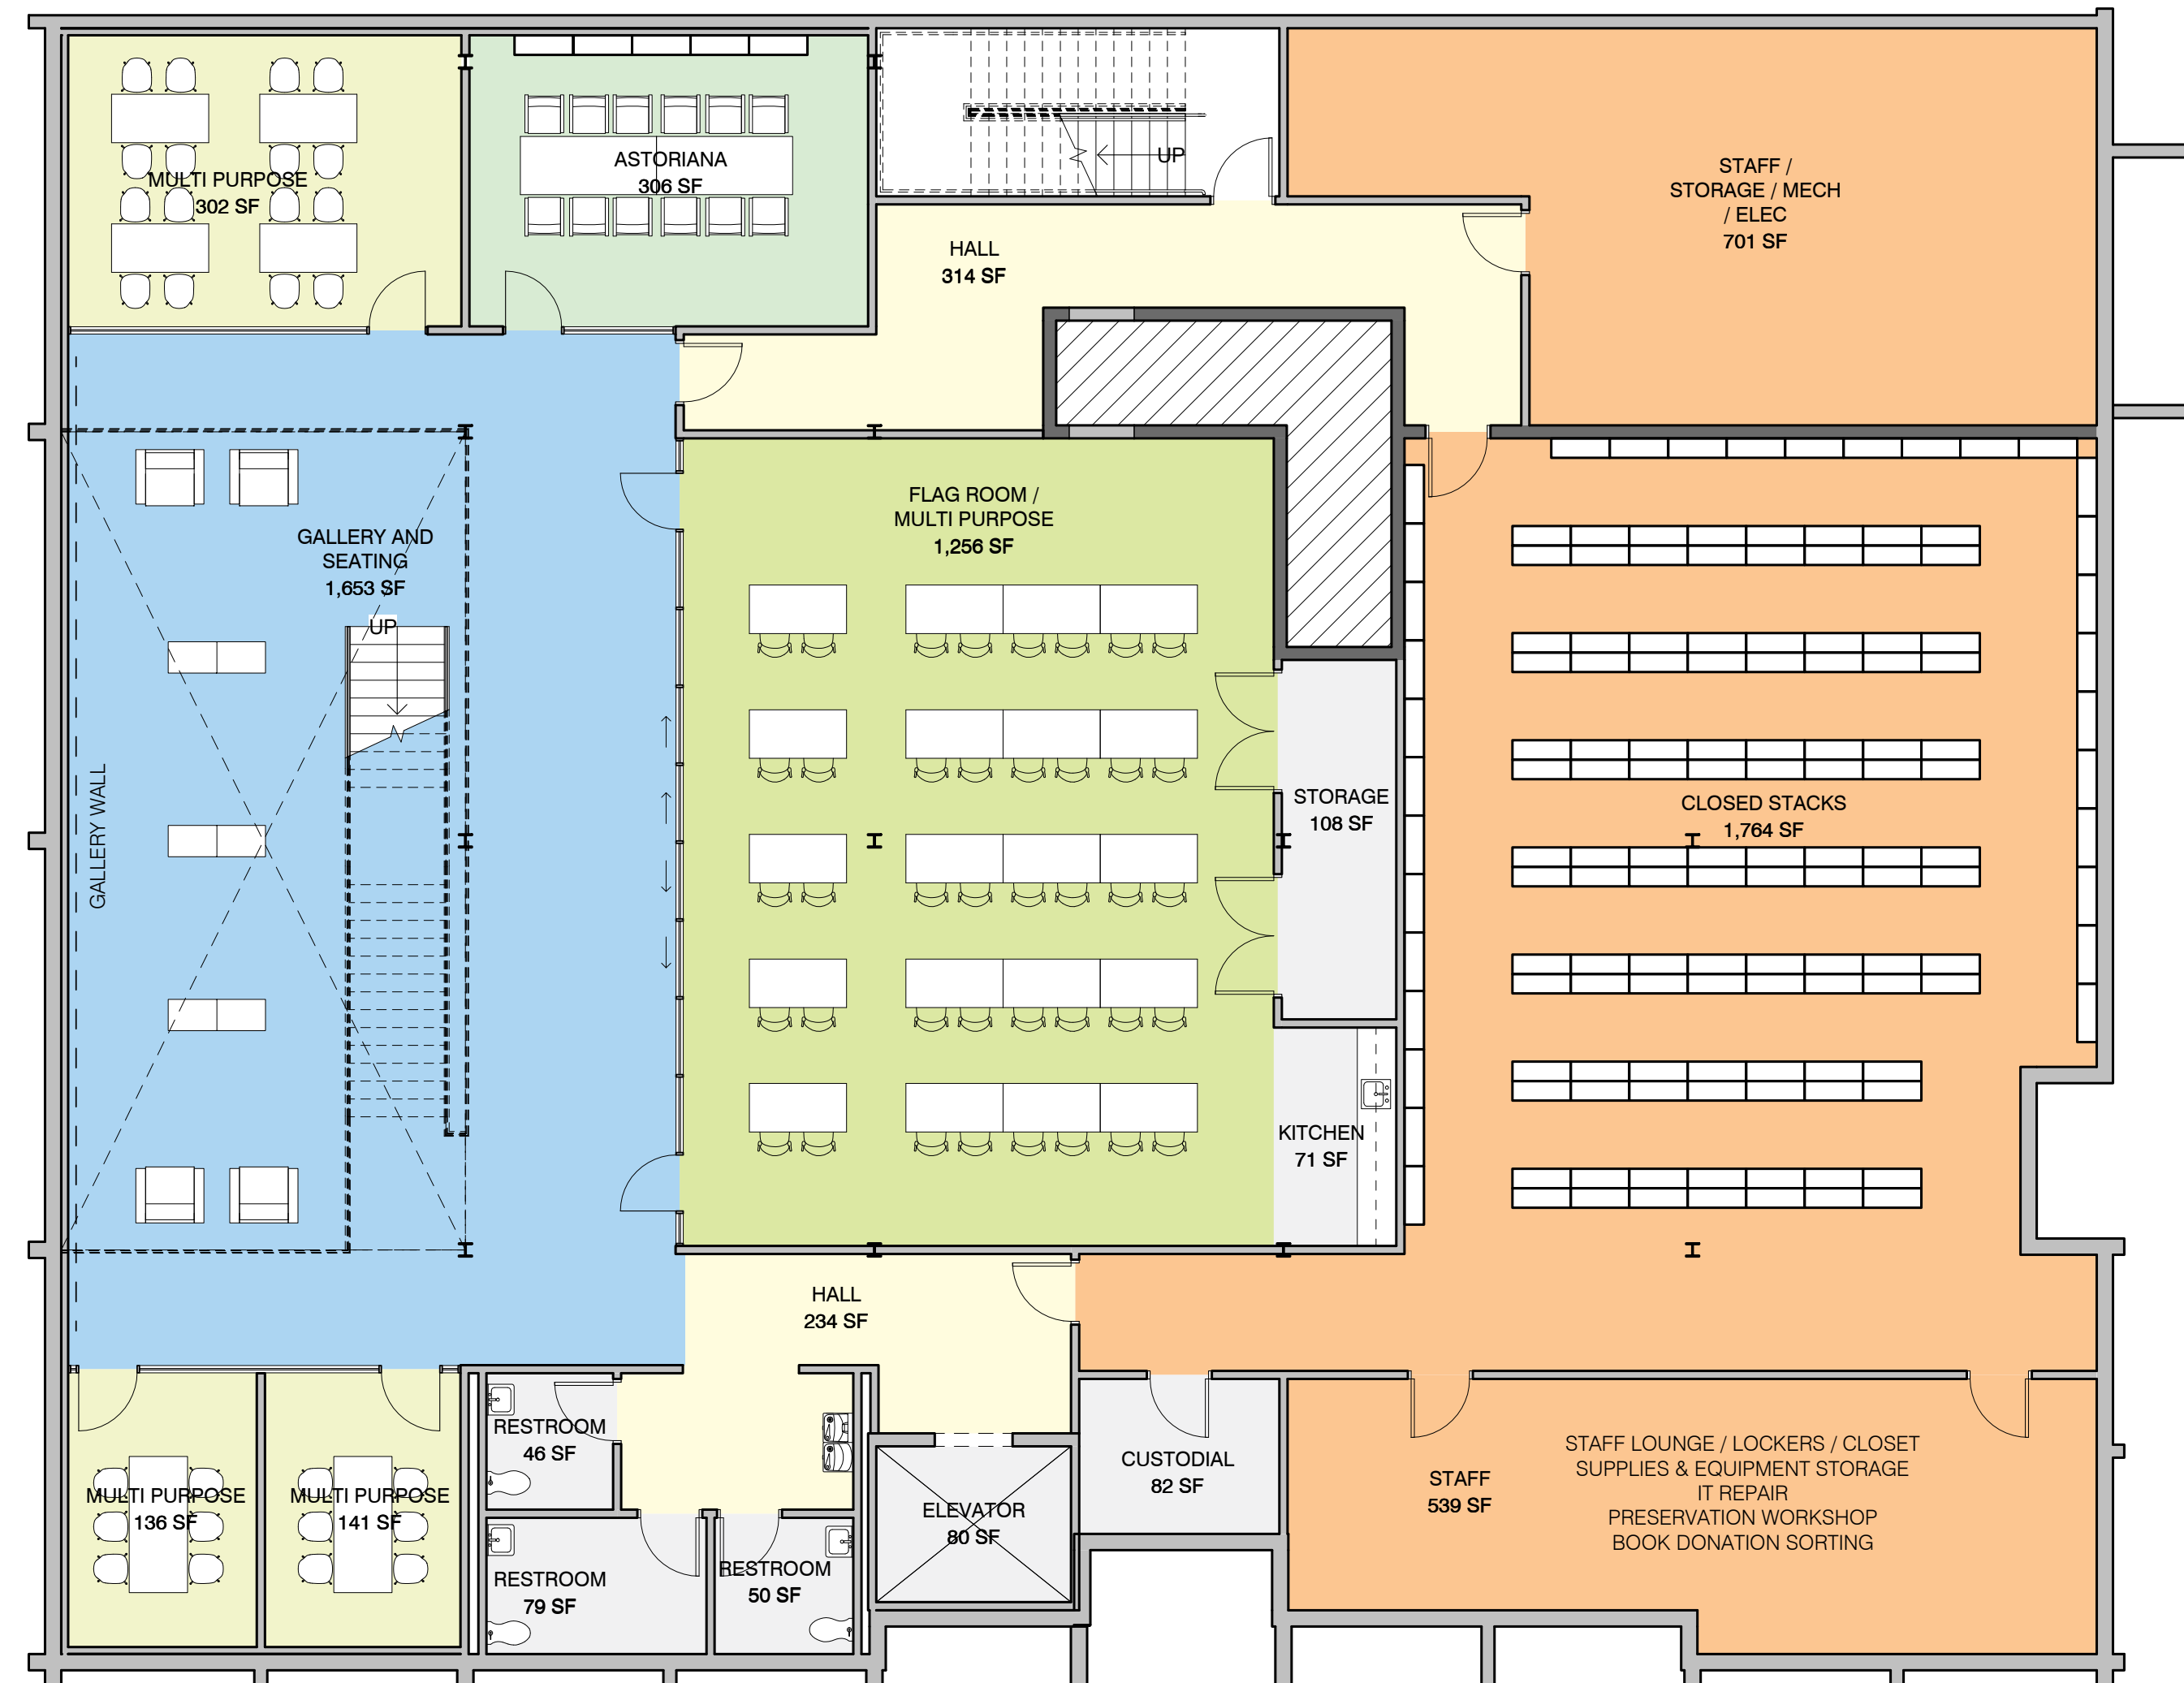 MULTI PURPOSE
302 SF
ASTORIANA
306 SF
UP
STAFF /
STORAGE / MECH
/ ELEC
701 SF
HALL
314 SF
GALLERY AND
SEATING
1,653 SF
UP
GALLERY WALL
FLAG ROOM /
MULTI PURPOSE
1,256 SF
STORAGE
108 SF
CLOSED STACKS
1,764 SF
KITCHEN
71 SF
HALL
234 SF
MULTI PURPOSE
136 SF
MULTI PURPOSE
141 SF
RESTROOM
46 SF
RESTROOM
79 SF
RESTROOM
50 SF
ELEVATOR
80 SF
CUSTODIAL
82 SF
STAFF
539 SF
STAFF LOUNGE / LOCKERS / CLOSET
SUPPLIES & EQUIPMENT STORAGE
IT REPAIR
PRESERVATION WORKSHOP
BOOK DONATION SORTING